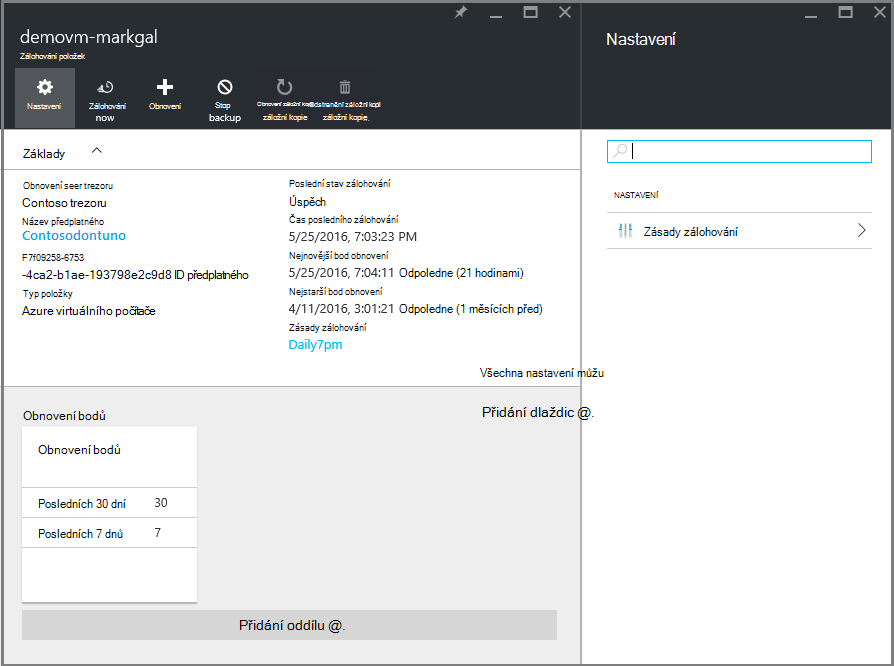 demovm-markgal
Zálohování položek
Nastavení
Zálohování
now
Obnovení
Stop
backup
Obnovení záložní kopie
záložní kopie
Odstranění záložní kopi
záložní kopie.
Základy
Obnovení seer trezoru
Contoso trezoru
Název předplatného
Contosodontuno
F7f09258-6753
-4ca2-b1ae-193798e2c9d8 ID předplatného
Typ položky
Azure virtuálního počítače
Poslední stav zálohování
Úspěch
Čas posledního zálohování
5/25/2016, 7:03:23 PM
Nejnovější bod obnovení
5/25/2016, 7:04:11 Odpoledne (21 hodinami)
Nejstarší bod obnovení
4/11/2016, 3:01:21 Odpoledne (1 měsících před)
Zásady zálohování
Daily7pm
Všechna nastavení můžu
Přidání dlaždic @.
Obnovení bodů
Obnovení bodů
Posledních 30 dní 30
Posledních 7 dnů 7
Přidání oddílu @.
Nastavení
NASTAVENÍ
Zásady zálohování